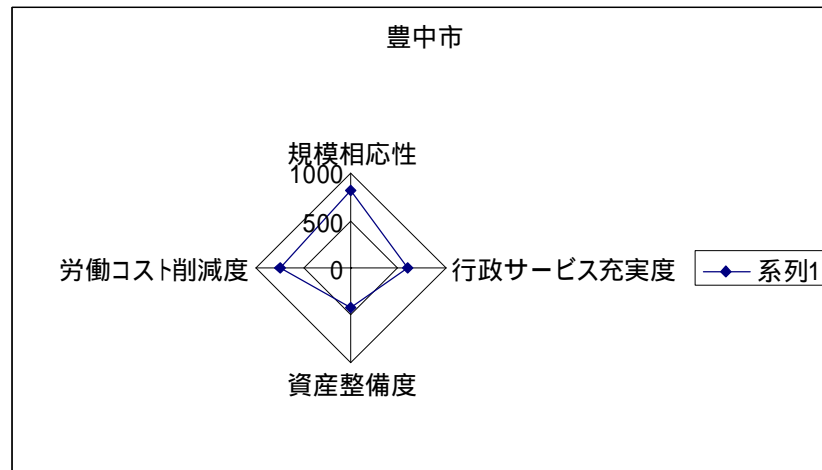 豊中市
規模相応性
1000
500
0
労働コスト削減度
行政サービス充実度
系列1
資産整備度